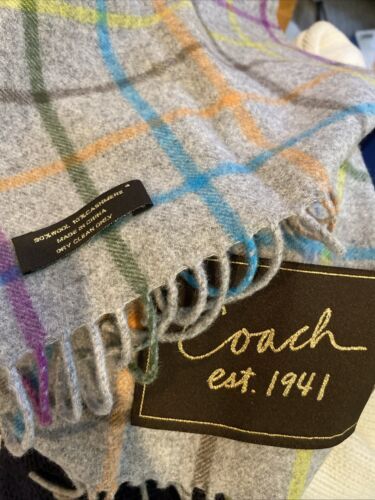 90%WOOL 10%CASHMERE
MADE IN CHINA
DRY CLEAN ONLY
Coach
est. 1941